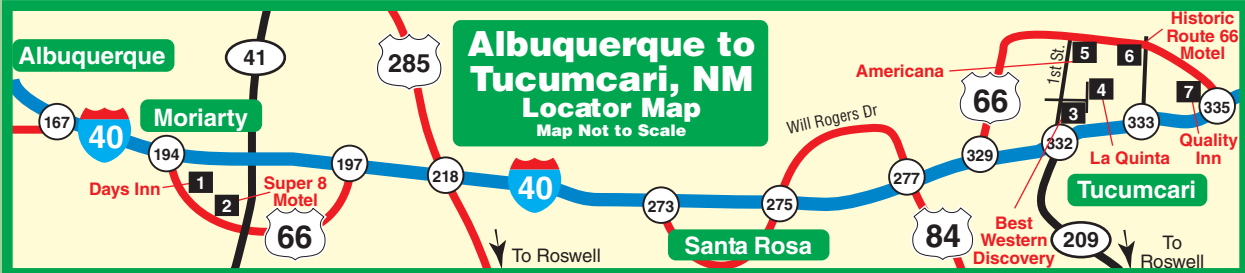 Albuquerque to
Tucumcari, NM
Locator Map
Map Not to Scale
Albuquerque
167
40
Moriarty
41
194
Days Inn
1
2
Super 8
Motel
66
197
285
218
To Roswell
40
273
Santa Rosa
275
Will Rogers Dr
277
84
329
66
Americana
1st St.
5
6
Historic
Route 66
Motel
4
3
7
335
333
332
La Quinta
Quality
Inn
Tucumcari
Best
Western
Discovery
209
To
Roswell